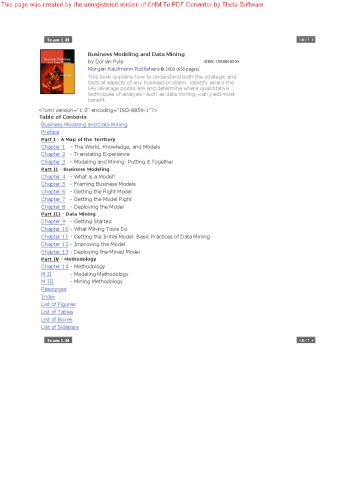 This page was created by the unregistered version of CHM To PDF Converter by Theta-Software
Team LiB
NEXT
Business Modeling and Data Mining
by Dorian Pyle
Morgan Kaufmann Publishers © 2003 (650 pages)
This book explains how to understand both the strategic and
tactical aspects of any business problem, identify where the
key leverage points are and determine where quantitative
techniques of analysis--such as data mining--can yield most
benefit.
<?xml version="1.0" encoding="ISO-8859-1"?>
Table of Contents
Business Modeling and Data Mining
Preface
Part I - A Map of the Territory
Chapter 1 - The World, Knowledge, and Models
Chapter 2 - Translating Experience
Chapter 3 - Modeling and Mining: Putting it Together
Part II - Business Modeling
Chapter 4 - What is a Model?
Chapter 5 - Framing Business Models
Chapter 6 - Getting the Right Model
Chapter 7 - Getting the Model Right
Chapter 8 - Deploying the Model
Part III - Data Mining
Chapter 9 - Getting Started
Chapter 10 - What Mining Tools Do
Chapter 11 - Getting the Initial Model: Basic Practices of Data Mining
Chapter 12 - Improving the Model
Chapter 13 - Deploying the Mined Model
Part IV - Methodology
Chapter 14 - Methodology
M II - Modeling Methodology
M III - Mining Methodology
Resources
Index
List of Figures
List of Tables
List of Boxes
List of Sidebars
Team LiB
NEXT